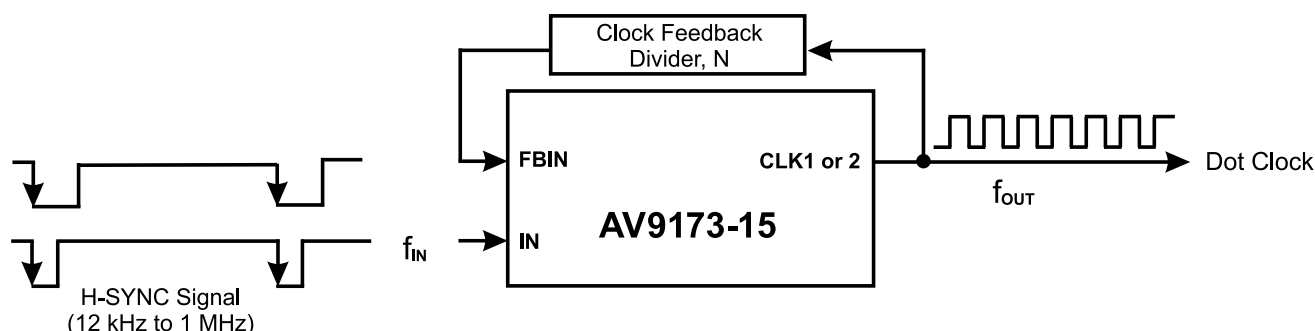 Clock Feedback
Divider, N
FBIN
CLK1 or 2
Dot Clock
fOUT
AV9173-15
fIN
IN
H-SYNC Signal
(12 kHz to 1 MHz)